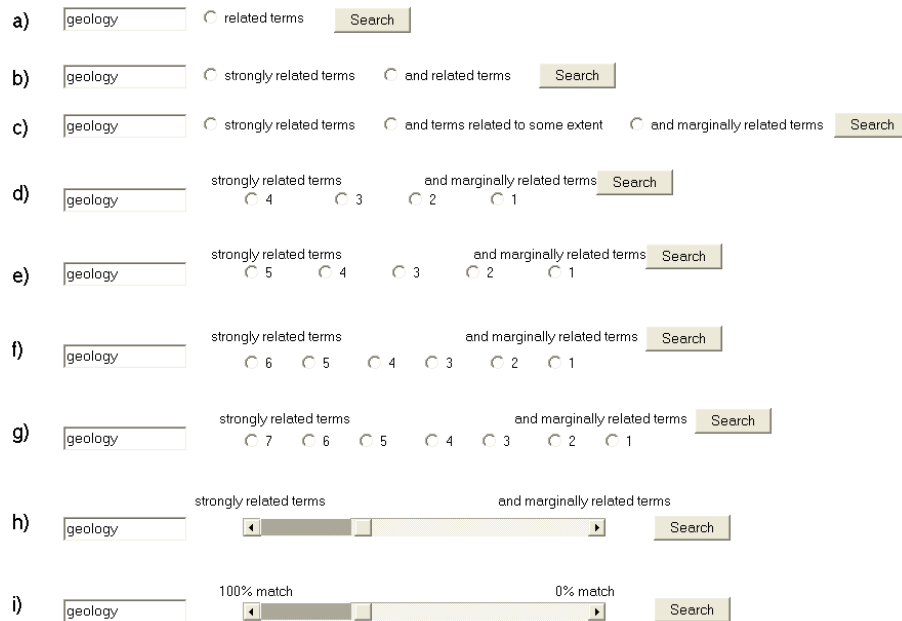 a) geology related terms Search
b) geology strongly related terms and related terms Search
c) geology strongly related terms and terms related to some extent and marginally related terms Search
strongly related terms and marginally related terms Search
d) geology 4 3 2 1
strongly related terms and marginally related terms Search
e) geology 5 4 3 2 1
strongly related terms and marginally related terms Search
f) geology 6 5 4 3 2 1
strongly related terms and marginally related terms Search
g) geology 7 6 5 4 3 2 1
strongly related terms and marginally related terms
h) geology Search
100% match 0% match
i) geology Search